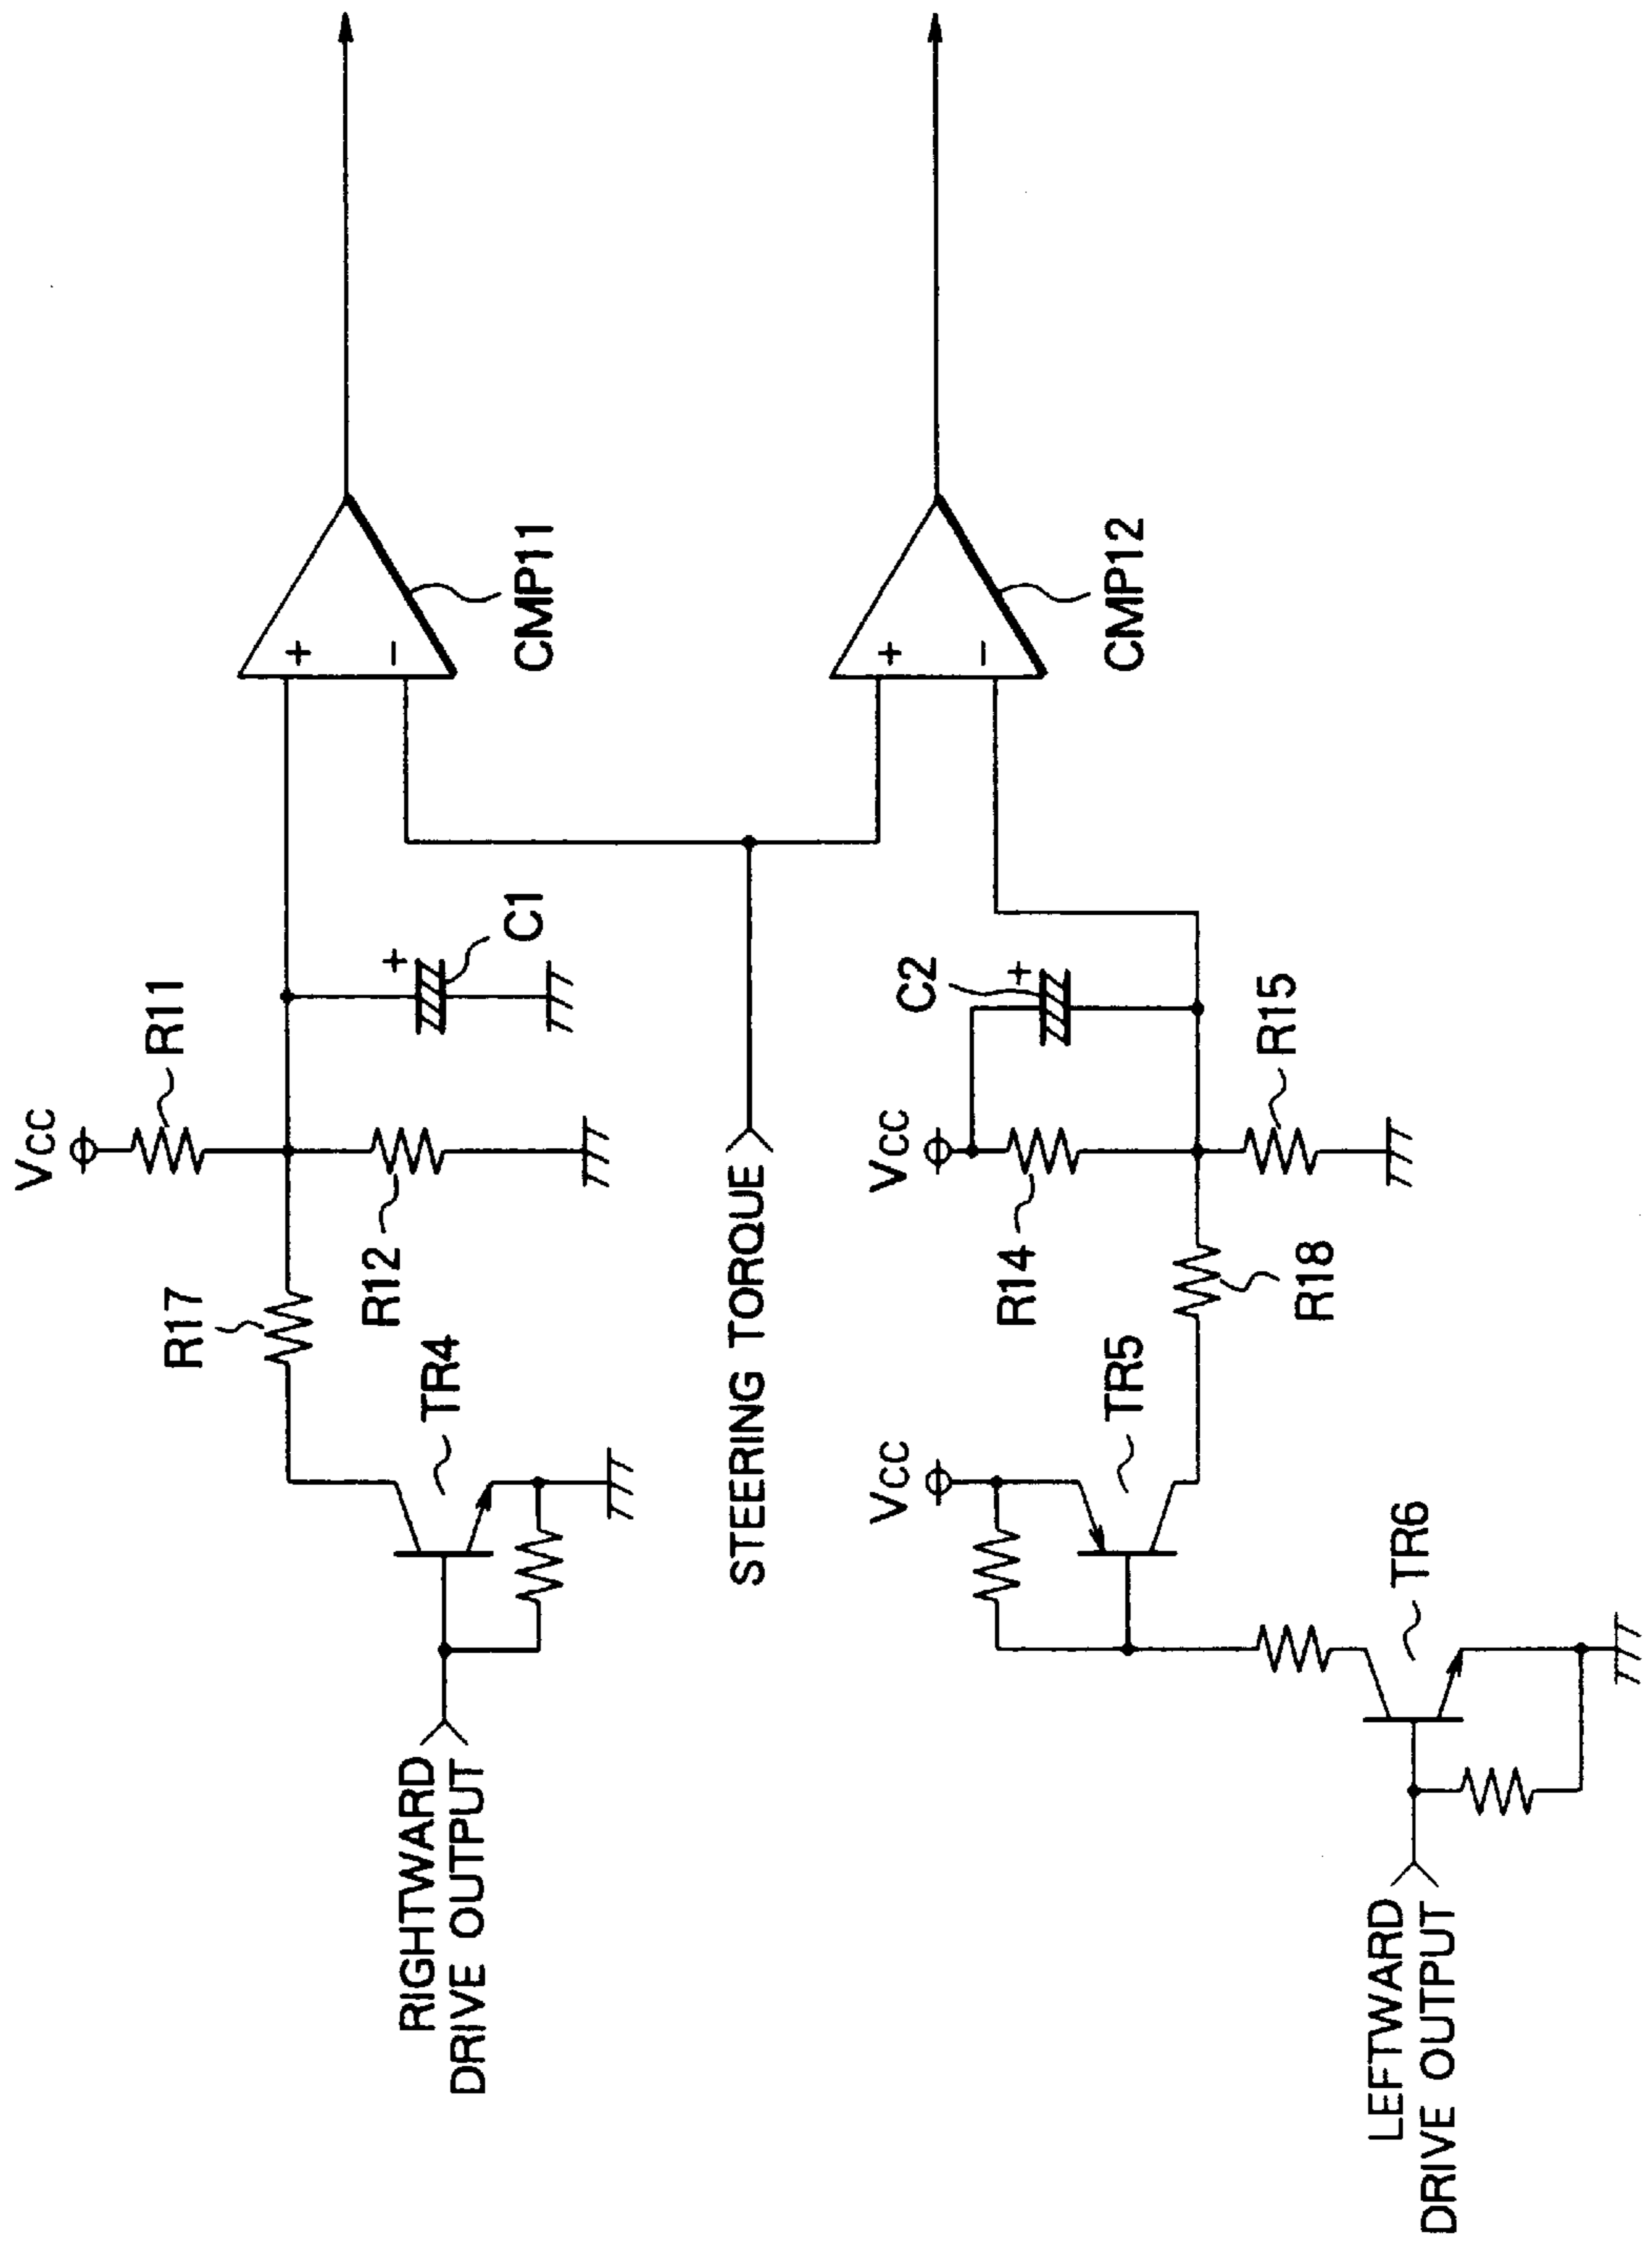 VCC
R11
R17
R12
+
C1
TR4
+
-
CMP11
RIGHTWARD
DRIVE OUTPUT
STEERING TORQUE
VCC
VCC
C2
+
R14
R15
R18
TR5
+
-
CMP12
TR6
LEFTWARD
DRIVE OUTPUT